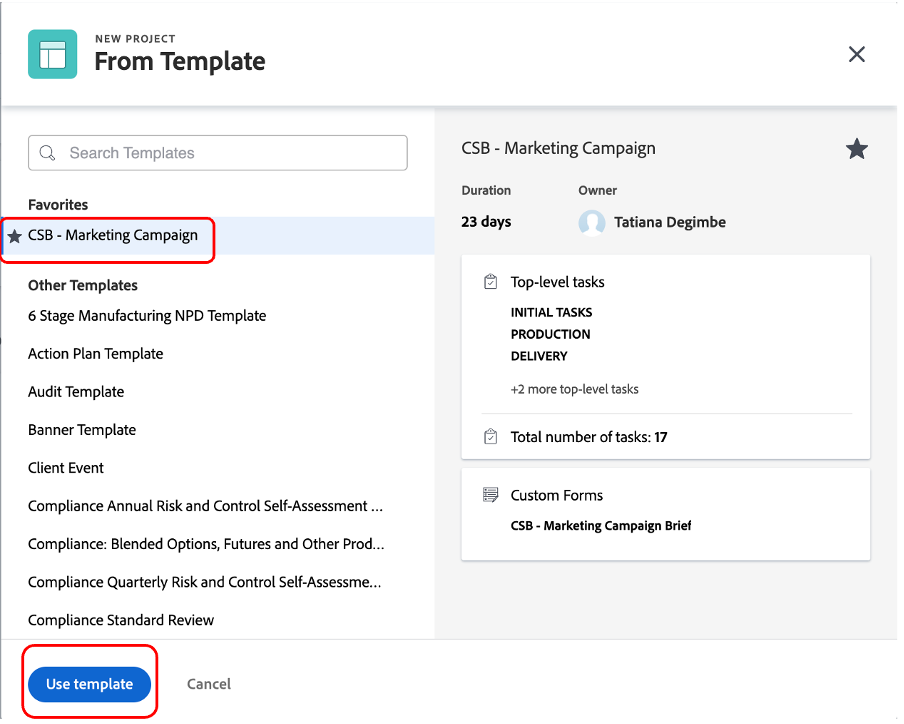 NEW PROJECT
From Template
Search Templates
Favorites
CSB - Marketing Campaign
Other Templates
6 Stage Manufacturing NPD Template
Action Plan Template
Audit Template
Banner Template
Client Event
Compliance Annual Risk and Control Self-Assessment ...
Compliance: Blended Options, Futures and Other Prod...
Compliance Quarterly Risk and Control Self-Assessme...
Compliance Standard Review
CSB - Marketing Campaign
Duration Owner
23 days Tatiana Degimbe
Top-level tasks
INITIAL TASKS
PRODUCTION
DELIVERY
+2 more top-level tasks
Total number of tasks: 17
Custom Forms
CSB - Marketing Campaign Brief
Use template Cancel